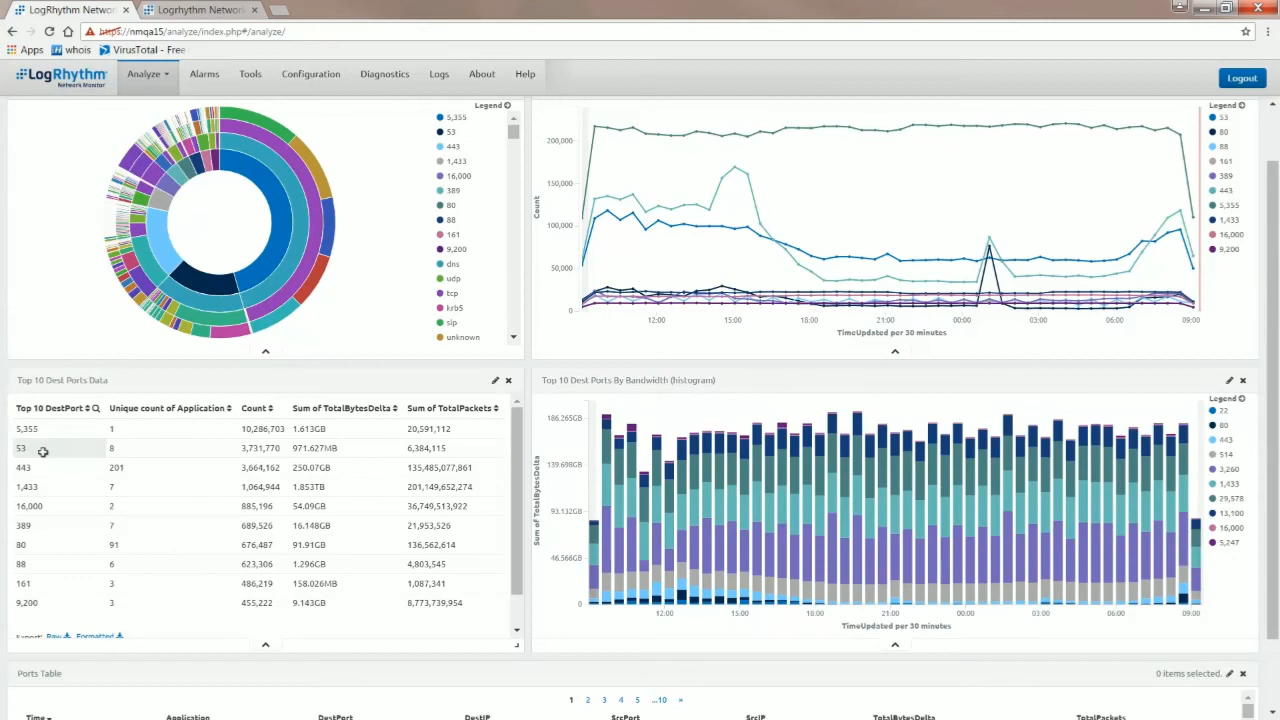 LogRhythm Network
Logrhythm Network
https://nmqa15/analyze/index.php#/analyze/
Apps whois VirusTotal - Free
LogRhythm
Network Monitor
Analyze Alarms Tools Configuration Diagnostics Logs About Help Logout
Legend
5,355
53
443
1,433
16,000
389
80
88
161
9,200
dns
udp
tcp
krb5
sip
unknown
Legend
53
80
88
161
389
443
5,355
1,433
16,000
9,200
Count
200,000
150,000
100,000
50,000
0
12:00 15:00 18:00 21:00 00:00 03:00 06:00 09:00
TimeUpdated per 30 minutes
Top 10 Dest Ports Data
Top 10 DestPort Unique count of Application Count Sum of TotalBytesDelta Sum of TotalPackets
5,355 1 10,286,703 1.613GB 20,591,112
53 8 3,731,770 971.627MB 6,384,115
443 201 3,664,162 250.07GB 135,485,077,861
1,433 7 1,064,944 1.853TB 201,149,652,274
16,000 2 885,196 54.09GB 36,749,513,922
389 7 689,526 16.148GB 21,953,526
80 91 676,487 91.91GB 136,562,614
88 6 623,306 1.296GB 4,803,545
161 3 486,219 158.026MB 1,087,341
9,200 3 455,222 9.143GB 8,773,739,954
Export: Raw Formatted
Top 10 Dest Ports By Bandwidth (histogram)
Legend
22
80
443
514
3,260
1,433
29,578
13,100
16,000
5,247
Sum of TotalBytesDelta
186.265GB
139.698GB
93.132GB
46.566GB
0
12:00 15:00 18:00 21:00 00:00 03:00 06:00 09:00
TimeUpdated per 30 minutes
Ports Table
0 items selected.
1 2 3 4 5 ...10 »
Time Application DestPort DestIP SrcPort SrcIP TotalBytesDelta TotalPackets